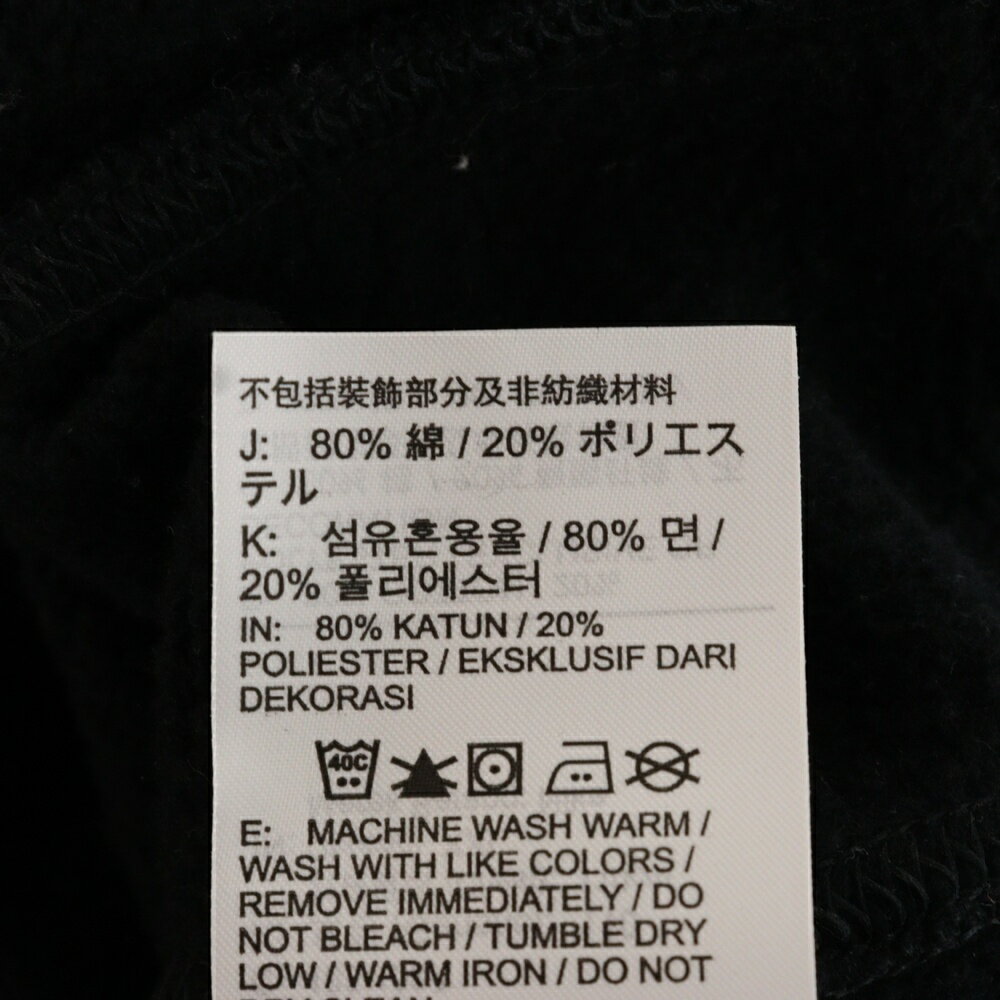 不包括裝飾部分及非紡織材料
J: 80% 綿 / 20% ポリエス
テル
K: 섬유혼용율 / 80% 면 /
20% 폴리에스터
IN: 80% KATUN / 20%
POLIESTER / EKSKLUSIF DARI
DEKORASI
40C
E: MACHINE WASH WARM /
WASH WITH LIKE COLORS /
REMOVE IMMEDIATELY / DO
NOT BLEACH / TUMBLE DRY
LOW / WARM IRON / DO NOT